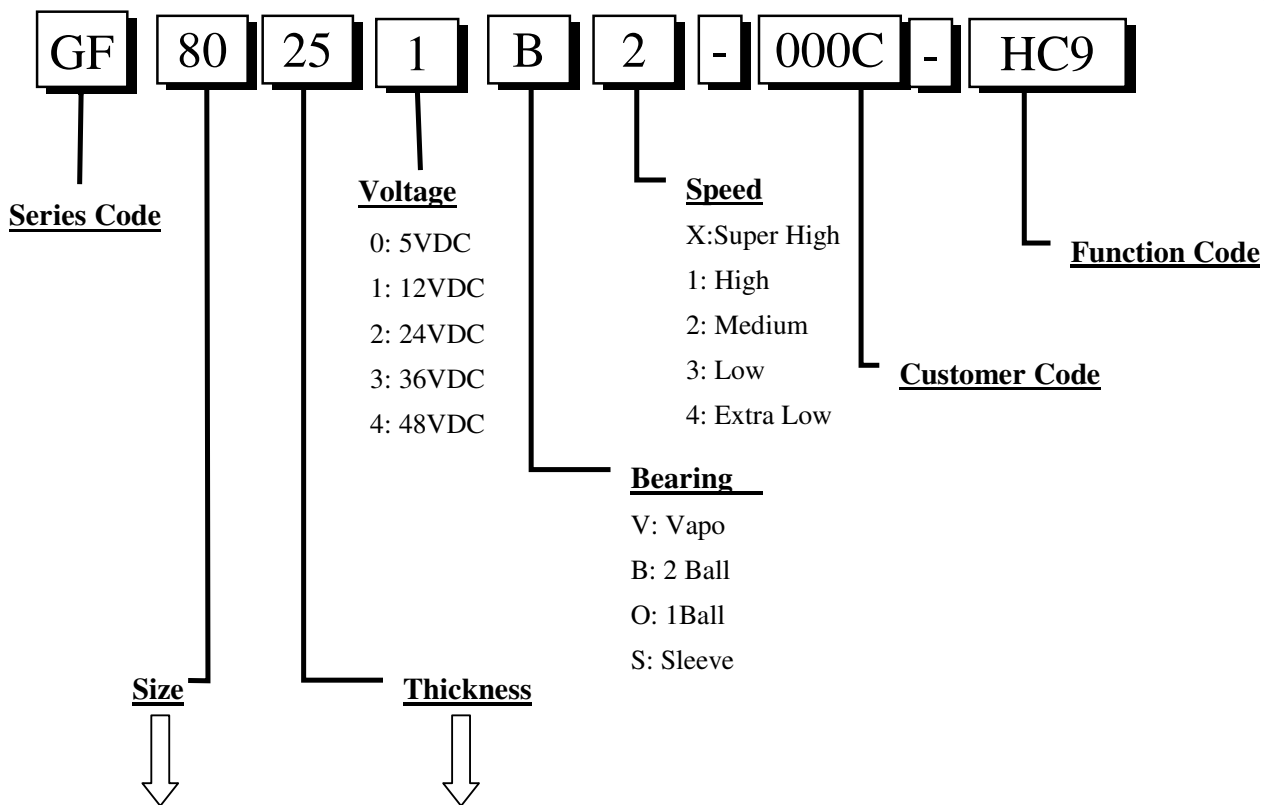 GF 80 25 1 B 2 - 000C - HC9
Series Code
Voltage
0: 5VDC
1: 12VDC
2: 24VDC
3: 36VDC
4: 48VDC
Speed
X:Super High
1: High
2: Medium
3: Low
4: Extra Low
Function Code
Customer Code
Bearing
V: Vapo
B: 2 Ball
O: 1Ball
S: Sleeve
Size
Thickness